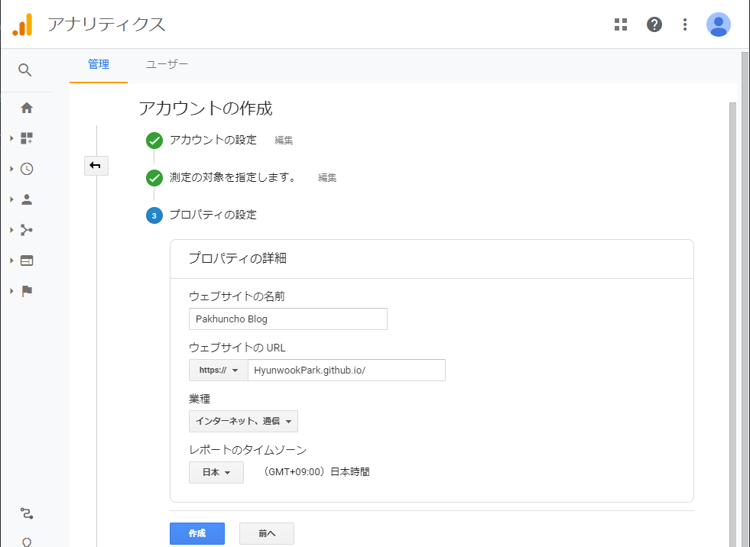 アナリティクス
管理 ユーザー
アカウントの作成
アカウントの設定 編集
測定の対象を指定します。 編集
3 プロパティの設定
プロパティの詳細
ウェブサイトの名前
Pakhuncho Blog
ウェブサイトの URL
https:// HyunwookPark.github.io/
業種
インターネット、通信
レポートのタイムゾーン
日本 (GMT+09:00) 日本時間
作成 前へ